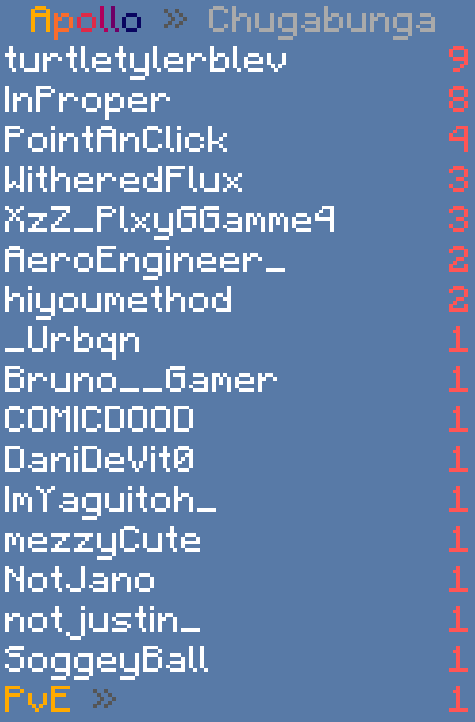 Apollo » Chugabunga
turtletylerblev 9
InProper 8
PointAnClick 4
WitheredFlux 3
XzZ_PlxyGGamme4 3
AeroEngineer_ 2
hiyoumethod 2
_Urbqn 1
Bruno__Gamer 1
COMICDOOD 1
DaniDeVit0 1
ImYaguitoh_ 1
mezzyCute 1
NotJano 1
not_justin_ 1
SoggeyBall 1
PvE » 1